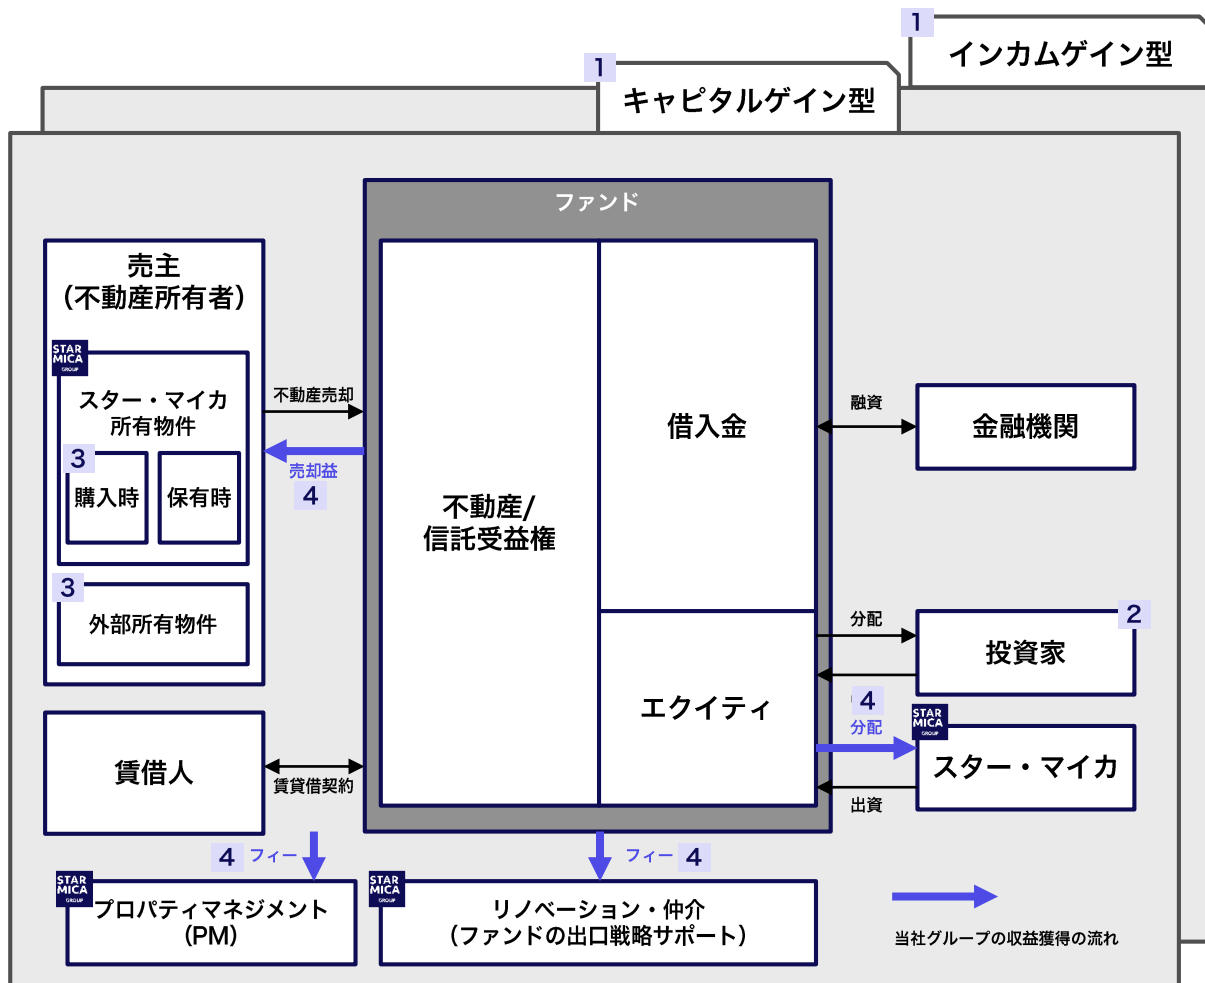 1
インカムゲイン型
1
キャピタルゲイン型
ファンド
売主
（不動産所有者）
STAR
MICA
GROUP
スター・マイカ
所有物件
3
購入時
保有時
3
外部所有物件
不動産売却
売却益
4
不動産/
信託受益権
借入金
エクイティ
融資
金融機関
分配
2
投資家
4
分配
STAR
MICA
GROUP
スター・マイカ
出資
賃借人
賃貸借契約
4 フィー
フィー 4
STAR
MICA
GROUP
プロパティマネジメント
（PM）
STAR
MICA
GROUP
リノベーション・仲介
（ファンドの出口戦略サポート）
当社グループの収益獲得の流れ